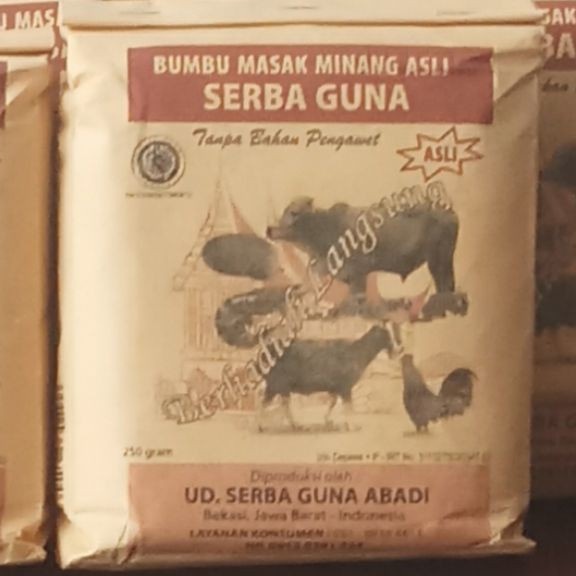 BUMBU MASAK MINANG ASLI
SERBA GUNA
Tanpa Bahan Pengawet
ASLI
Berhadiah Langsung
250 gram
Diproduksi oleh
UD. SERBA GUNA ABADI
Bekasi, Jawa Barat - Indonesia
LAYANAN KONSUMEN